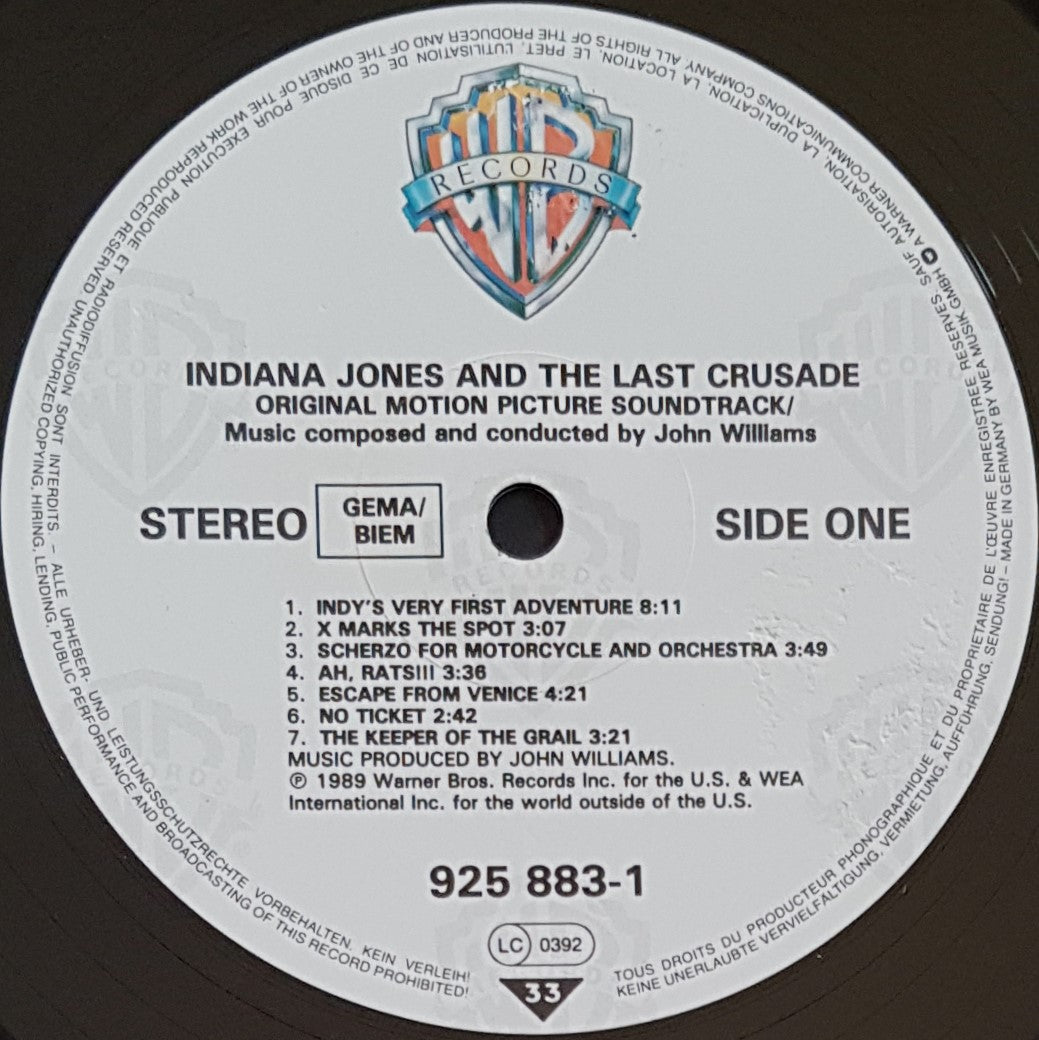 WB
RECORDS
INDIANA JONES AND THE LAST CRUSADE
ORIGINAL MOTION PICTURE SOUNDTRACK/
Music composed and conducted by John Williams
STEREO
GEMA/
BIEM
SIDE ONE
1. INDY'S VERY FIRST ADVENTURE 8:11
2. X MARKS THE SPOT 3:07
3. SCHERZO FOR MOTORCYCLE AND ORCHESTRA 3:49
4. AH, RATS!!! 3:36
5. ESCAPE FROM VENICE 4:21
6. NO TICKET 2:42
7. THE KEEPER OF THE GRAIL 3:21
MUSIC PRODUCED BY JOHN WILLIAMS.
℗ 1989 Warner Bros. Records Inc. for the U.S. & WEA
International Inc. for the world outside of the U.S.
925 883-1
LC 0392
33
TOUS DROITS DU PRODUCTEUR PHONOGRAPHIQUE ET DU PROPRIETAIRE DE L'ŒUVRE ENREGISTREE RESERVES. SAUF AUTORISATION, LA DUPLICATION, LA LOCATION, LE PRET, L'UTILISATION DE CE DISQUE POUR EXECUTION PUBLIQUE ET RADIODIFFUSION SONT INTERDITS. – ALLE URHEBER- UND LEISTUNGSSCHUTZRECHTE VORBEHALTEN. KEIN VERLEIH!
KEINE UNERLAUBTE VERVIELFÄLTIGUNG, VERMIETUNG, AUFFÜHRUNG, SENDUNG! – MADE IN GERMANY BY WEA MUSIK GMBH A WARNER COMMUNICATIONS COMPANY ALL RIGHTS OF THE PRODUCER AND OF THE OWNER OF THE WORK REPRODUCED RESERVED. UNAUTHORIZED COPYING, HIRING, LENDING, PUBLIC PERFORMANCE AND BROADCASTING OF THIS RECORD PROHIBITED!